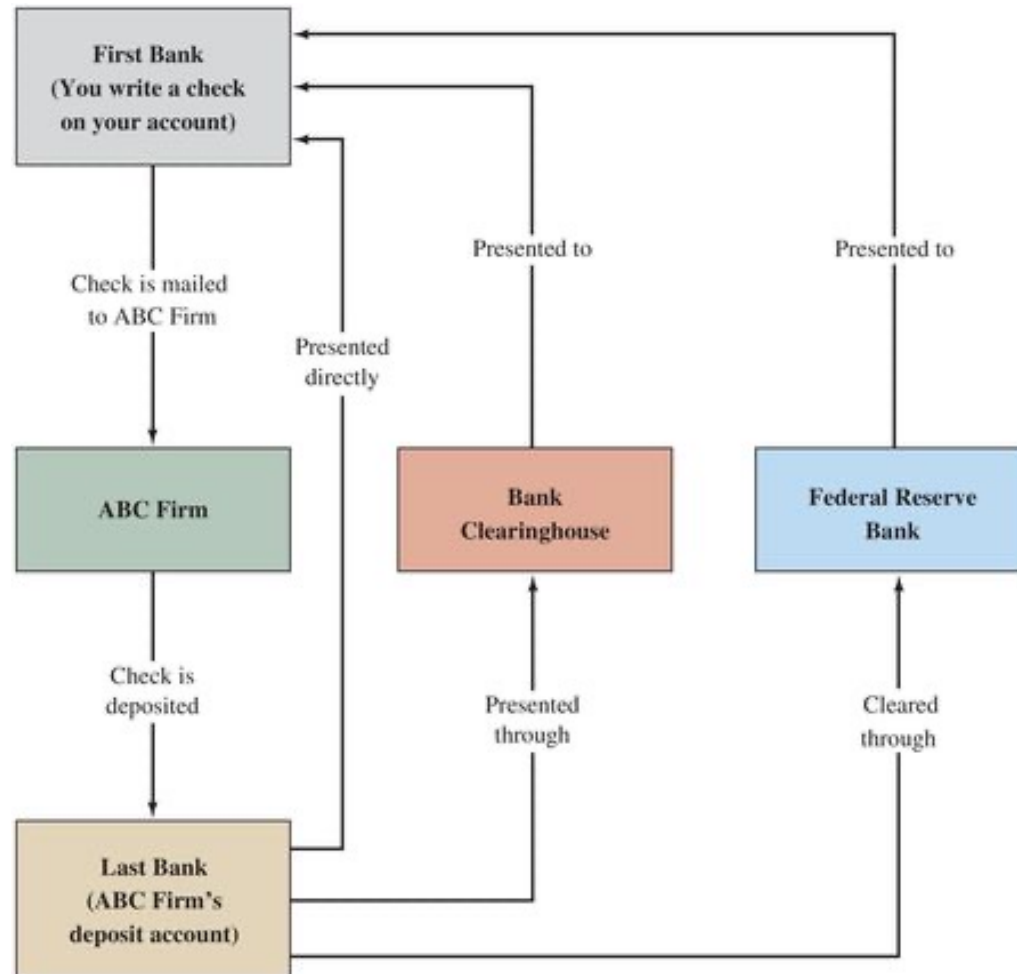 First Bank
(You write a check
on your account)
Presented to
Presented to
Check is mailed
to ABC Firm
Presented
directly
ABC Firm
Bank
Clearinghouse
Federal Reserve
Bank
Check is
deposited
Presented
through
Cleared
through
Last Bank
(ABC Firm's
deposit account)